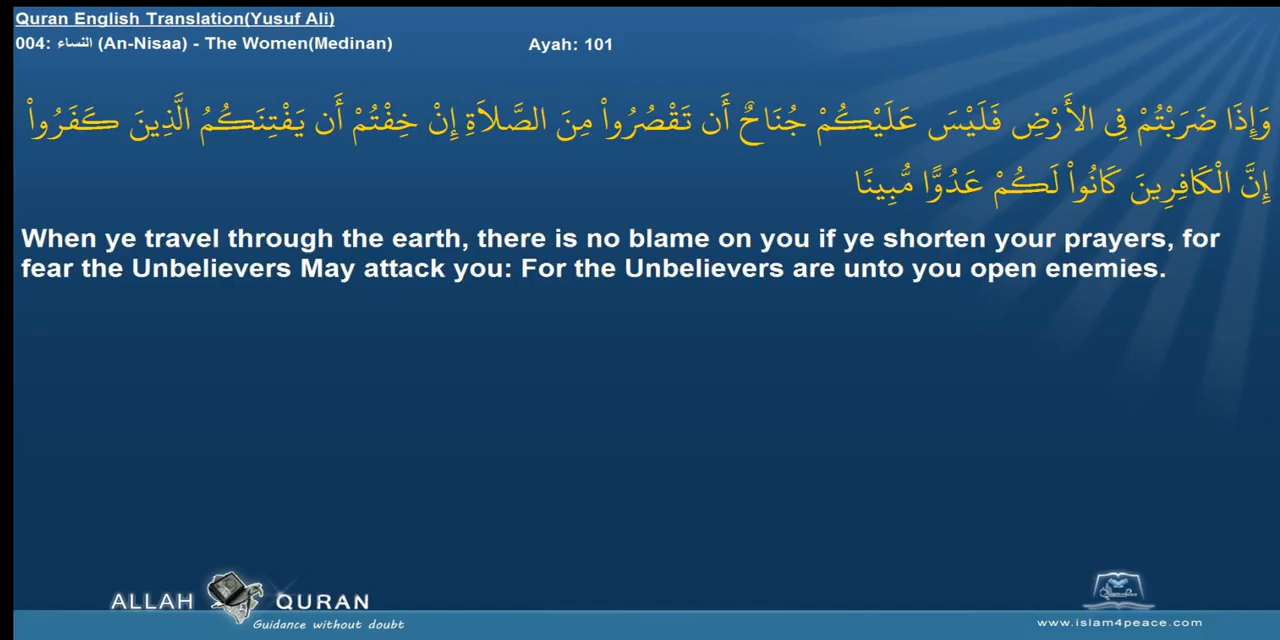 Quran English Translation(Yusuf Ali)
004: النساء (An-Nisaa) - The Women(Medinan)
Ayah: 101
وَإِذَا ضَرَبْتُمْ فِى الأَرْضِ فَلَيْسَ عَلَيْكُمْ جُنَاحٌ أَن تَقْصُرُواْ مِنَ الصَّلاَةِ إِنْ خِفْتُمْ أَن يَفْتِنَكُمُ الَّذِينَ كَفَرُواْ
إِنَّ الْكَافِرِينَ كَانُواْ لَكُمْ عَدُوًّا مُّبِينًا
When ye travel through the earth, there is no blame on you if ye shorten your prayers, for
fear the Unbelievers May attack you: For the Unbelievers are unto you open enemies.
ALLAH QURAN
Guidance without doubt
www.islam4peace.com